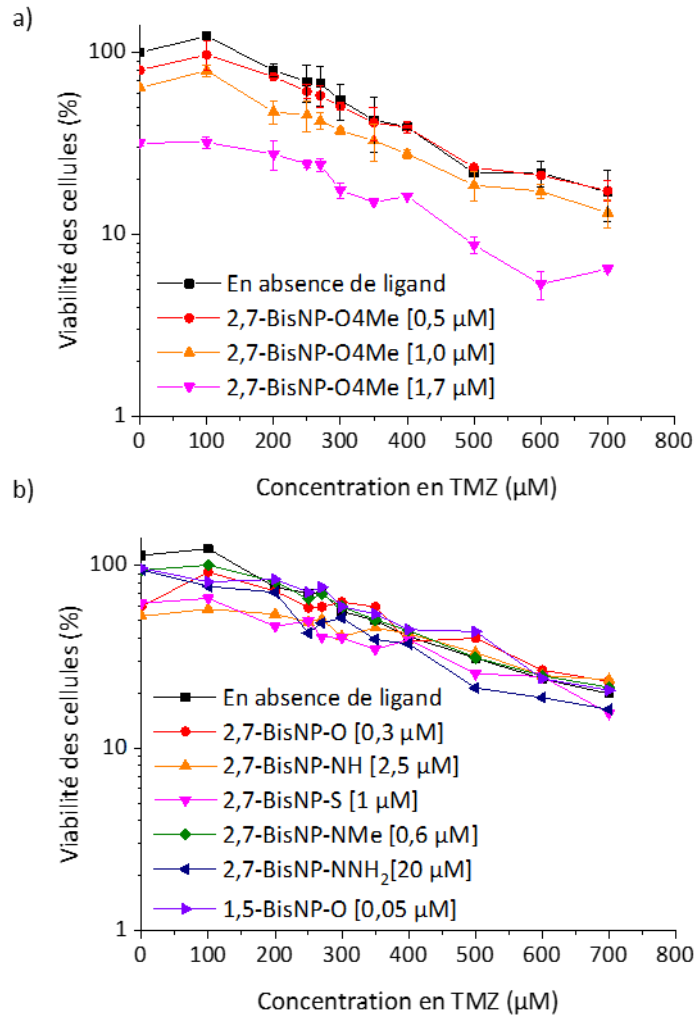 a)
100
10
1
Viabilité des cellules (%)
En absence de ligand
2,7-BisNP-O4Me [0,5 µM]
2,7-BisNP-O4Me [1,0 µM]
2,7-BisNP-O4Me [1,7 µM]
0 100 200 300 400 500 600 700 800
Concentration en TMZ (µM)
b)
100
10
1
Viabilité des cellules (%)
En absence de ligand
2,7-BisNP-O [0,3 µM]
2,7-BisNP-NH [2,5 µM]
2,7-BisNP-S [1 µM]
2,7-BisNP-NMe [0,6 µM]
2,7-BisNP-NNH₂[20 µM]
1,5-BisNP-O [0,05 µM]
0 100 200 300 400 500 600 700 800
Concentration en TMZ (µM)